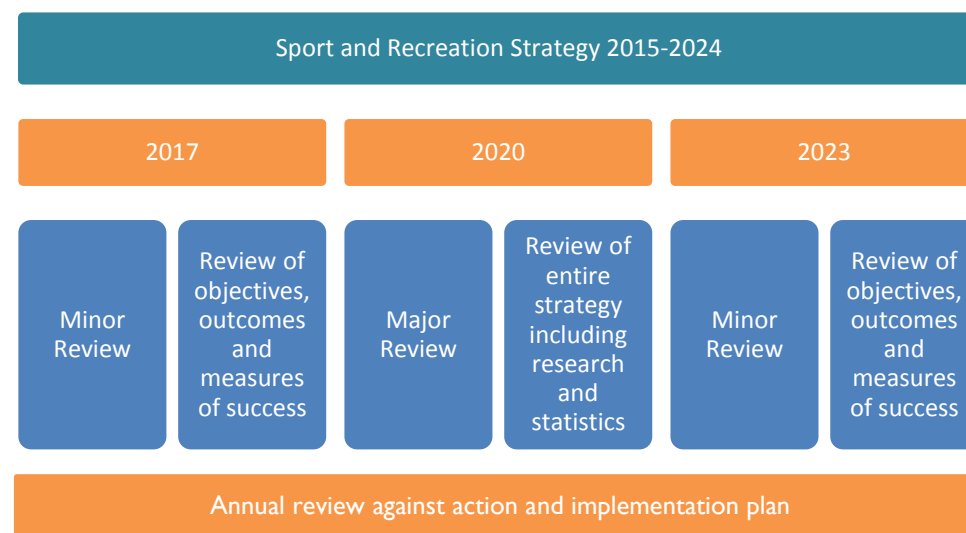 Sport and Recreation Strategy 2015-2024
2017
2020
2023
Minor
Review
Review of
objectives,
outcomes
and
measures
of success
Major
Review
Review of
entire
strategy
including
research
and
statistics
Minor
Review
Review of
objectives,
outcomes
and
measures
of success
Annual review against action and implementation plan